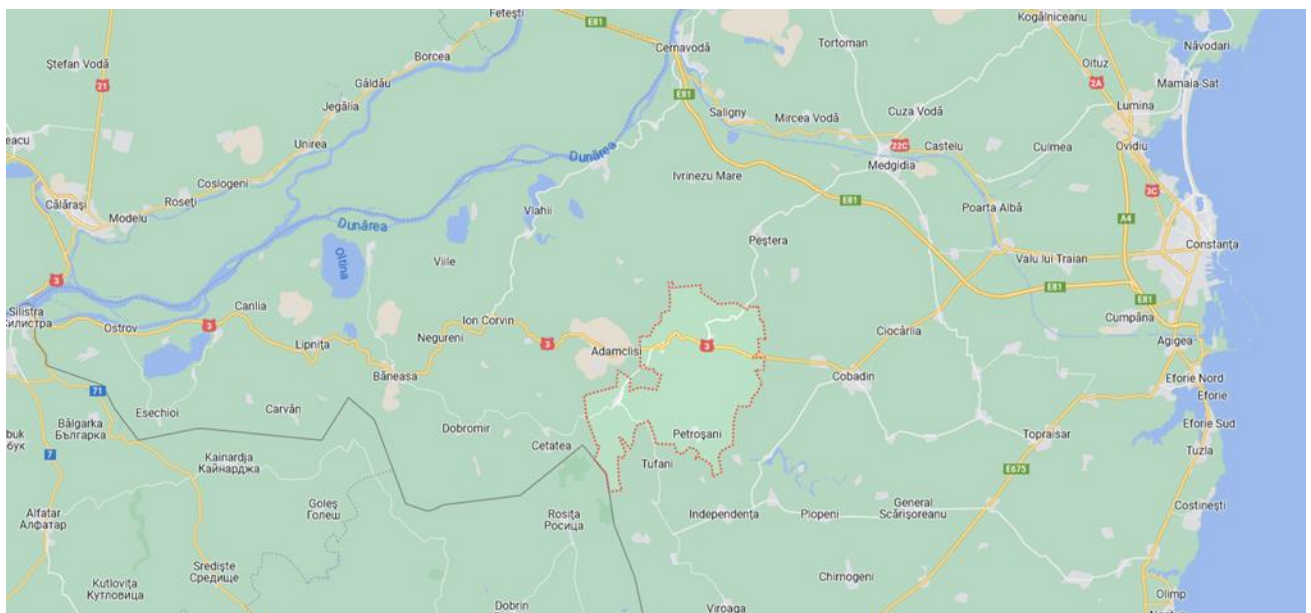 Fetești
E81
Kogălniceanu
Ștefan Vodă
Borcea
Cernavodă
Tortoman
Năvodari
Oituz
21
Gâldău
2A
Mamaia-Sat
E81
Jegălia
Saligny
Cuza Vodă
Lumina
Mircea Vodă
eacu
Unirea
Dunărea
22C
Castelu
Culmea
Ovidiu
Medgidia
Coslogeni
Ivrinezu Mare
3C
Călărași
Roseți
E81
Modelu
Vlahii
Poarta Albă
A4
Dunărea
Peștera
Constanța
Oltina
Viile
Valu lui Traian
3
E81
E81
Silistra
Силистра
Canlia
Cumpăna
Ostrov
3
Ion Corvin
Ciocârlia
Lipnița
Negureni
3
Adamclisi
3
Agigea
Băneasa
Cobadin
Eforie Nord
71
Eforie
Esechioi
Carvăn
Bălgarka
Българка
Dobromir
Petroșani
Topraisar
Eforie Sud
buk
бук
7
Cetatea
Tuzla
Kainardja
Кайнарджа
Tufani
E675
Goleș
Голеш
General
Scărișoreanu
Costinești
Alfatar
Алфатар
Rosița
Росица
Independența
Plopeni
Srediște
Средище
Chirnogeni
Kutlovița
Кутловица
Olimp
Dobrin
Viroaga